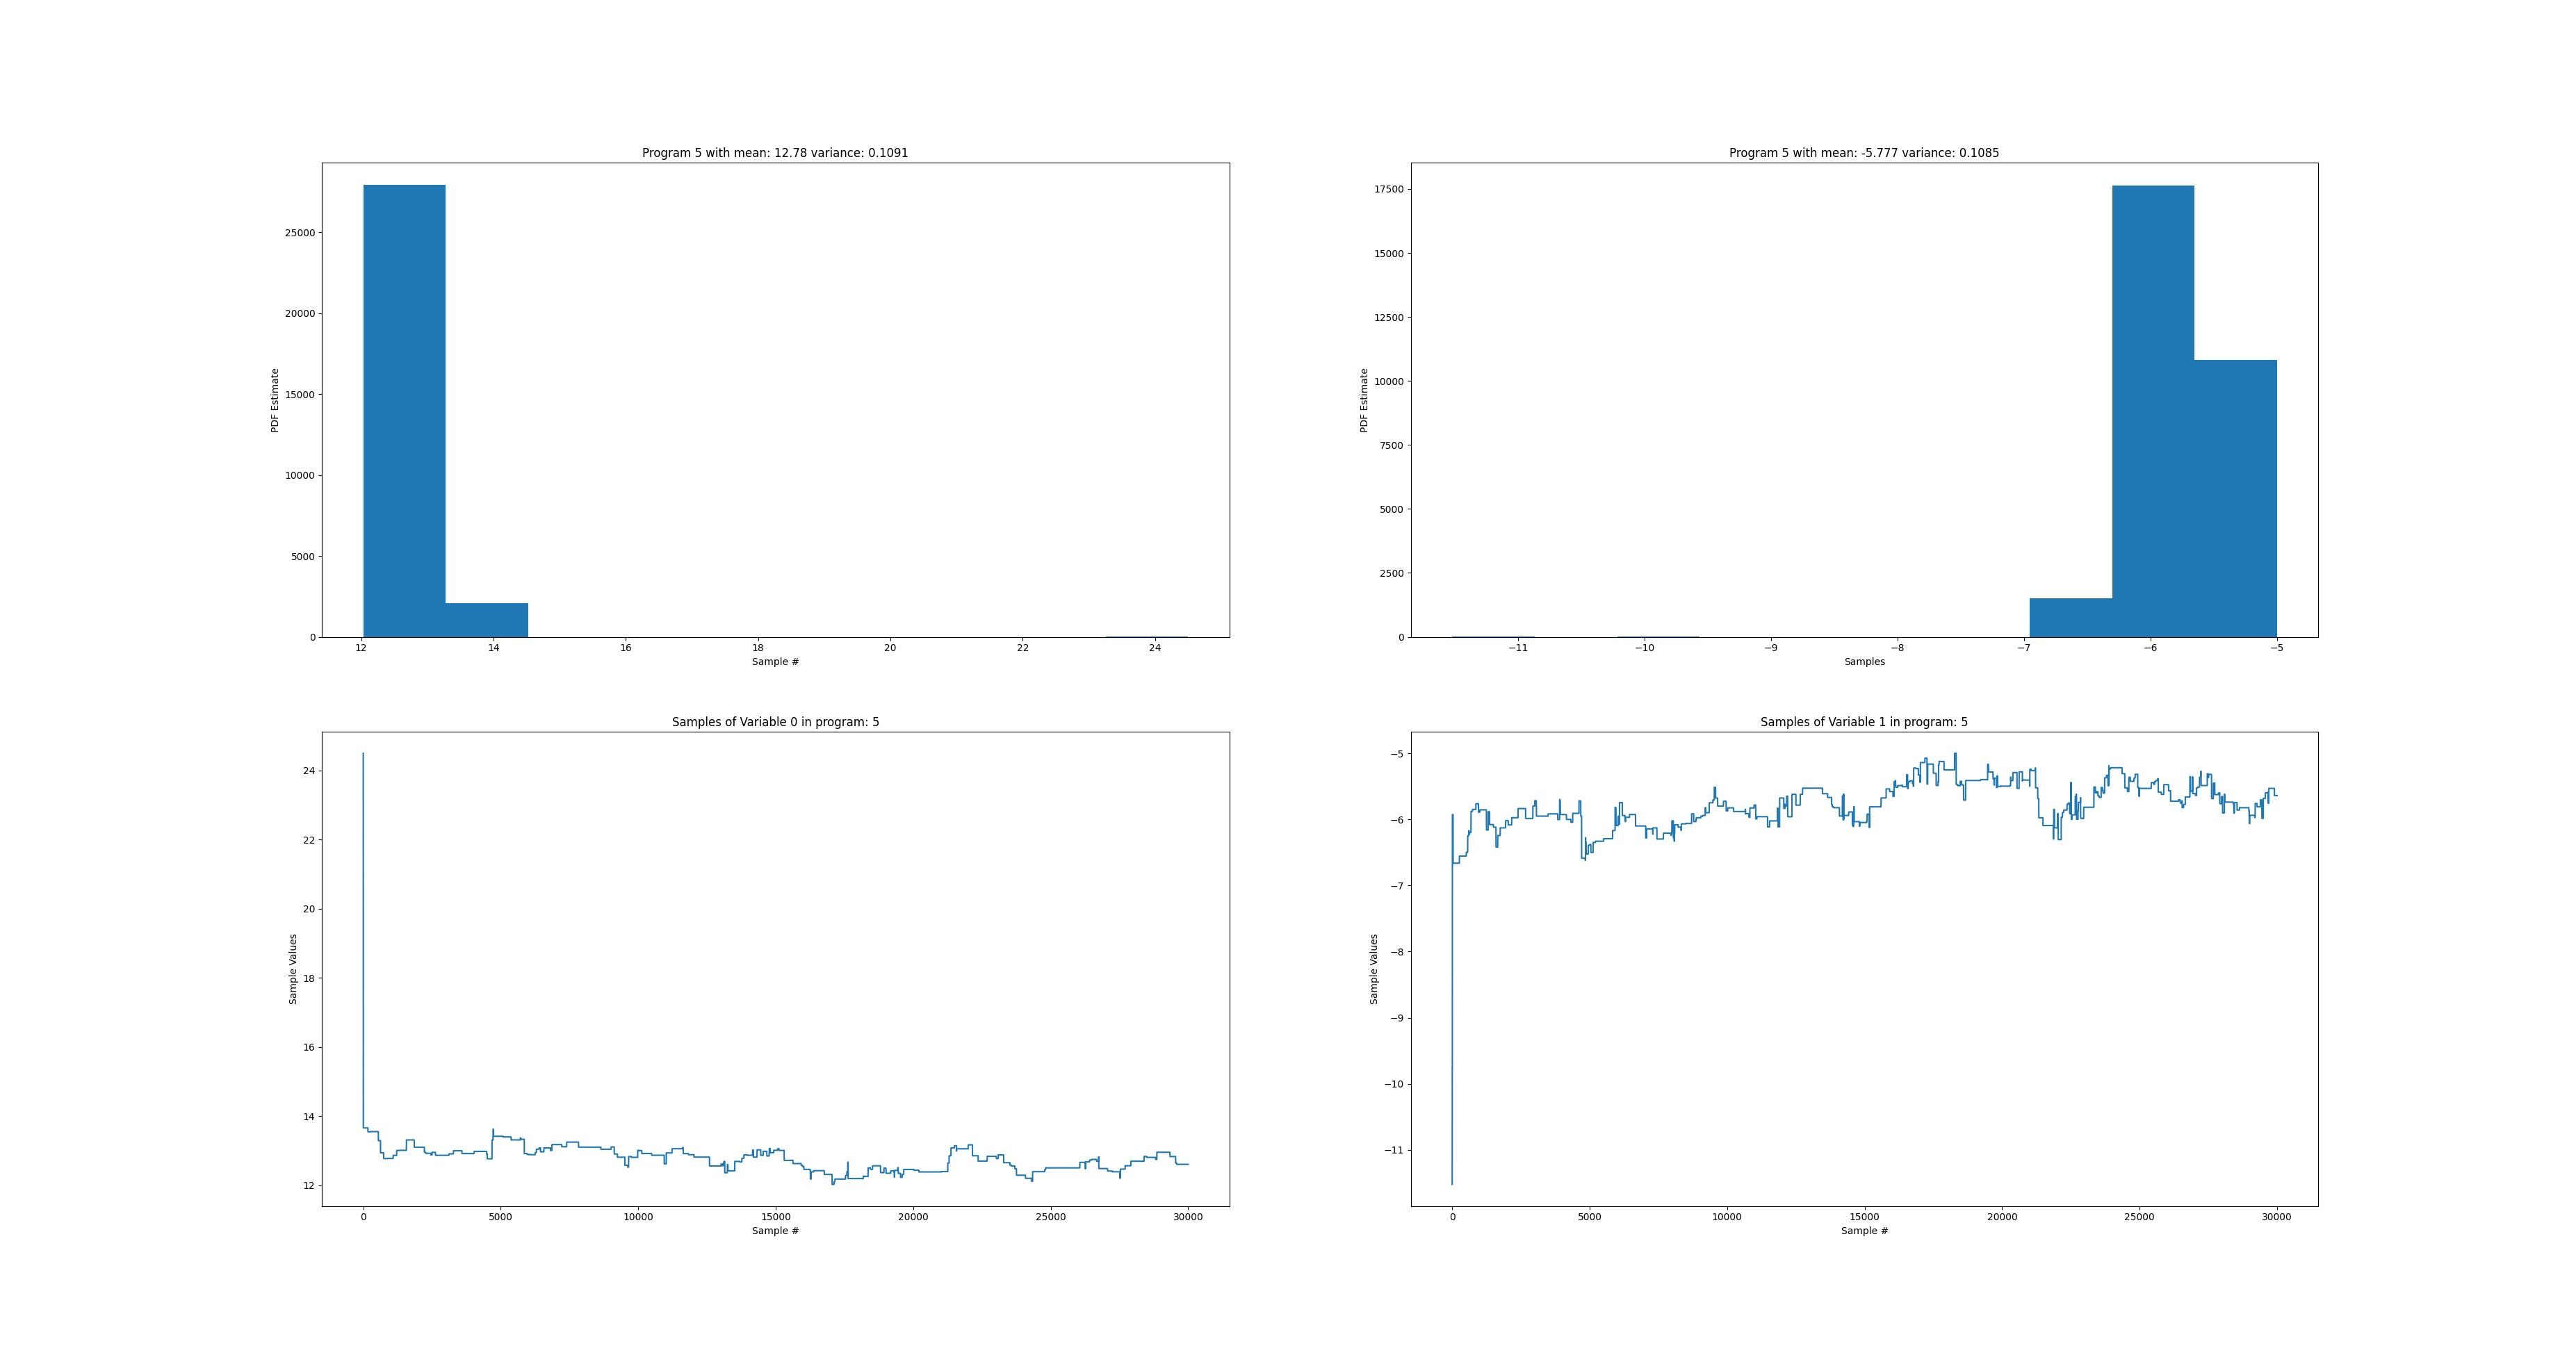 Program 5 with mean: 12.78 variance: 0.1091
25000
20000
15000
10000
5000
0
PDF Estimate
12 14 16 18 20 22 24
Sample #
Program 5 with mean: -5.777 variance: 0.1085
17500
15000
12500
10000
7500
5000
2500
0
PDF Estimate
−11 −10 −9 −8 −7 −6 −5
Samples
Samples of Variable 0 in program: 5
24
22
20
18
16
14
12
Sample Values
0 5000 10000 15000 20000 25000 30000
Sample #
Samples of Variable 1 in program: 5
−5
−6
−7
−8
−9
−10
−11
Sample Values
0 5000 10000 15000 20000 25000 30000
Sample #